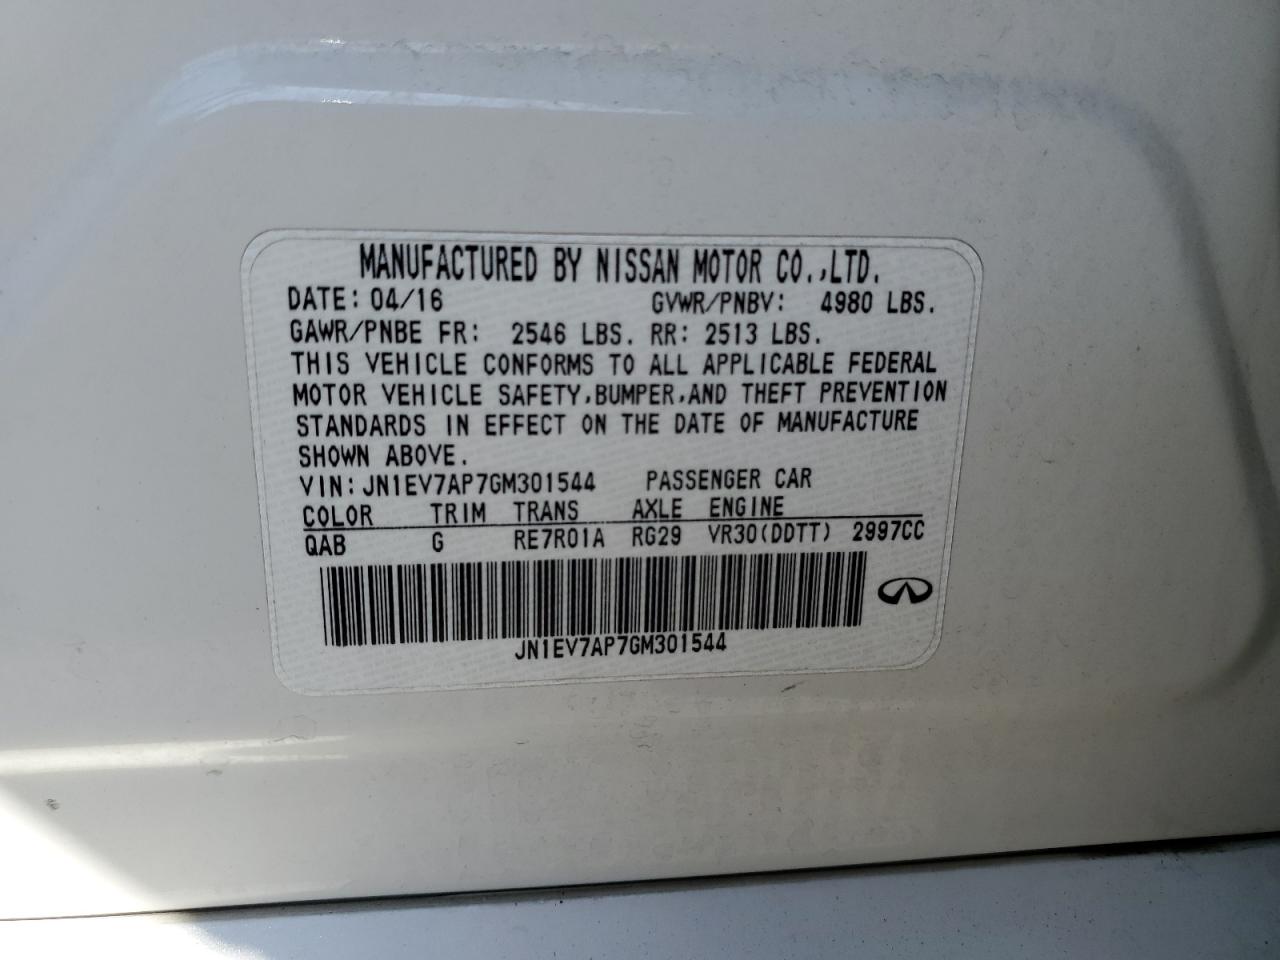 MANUFACTURED BY NISSAN MOTOR CO.,LTD.
DATE: 04/16 GVWR/PNBV: 4980 LBS.
GAWR/PNBE FR: 2546 LBS. RR: 2513 LBS.
THIS VEHICLE CONFORMS TO ALL APPLICABLE FEDERAL
MOTOR VEHICLE SAFETY,BUMPER,AND THEFT PREVENTION
STANDARDS IN EFFECT ON THE DATE OF MANUFACTURE
SHOWN ABOVE.
VIN:JN1EV7AP7GM301544 PASSENGER CAR
COLOR TRIM TRANS AXLE ENGINE
QAB G RE7R01A RG29 VR30(DDTT) 2997CC
JN1EV7AP7GM301544